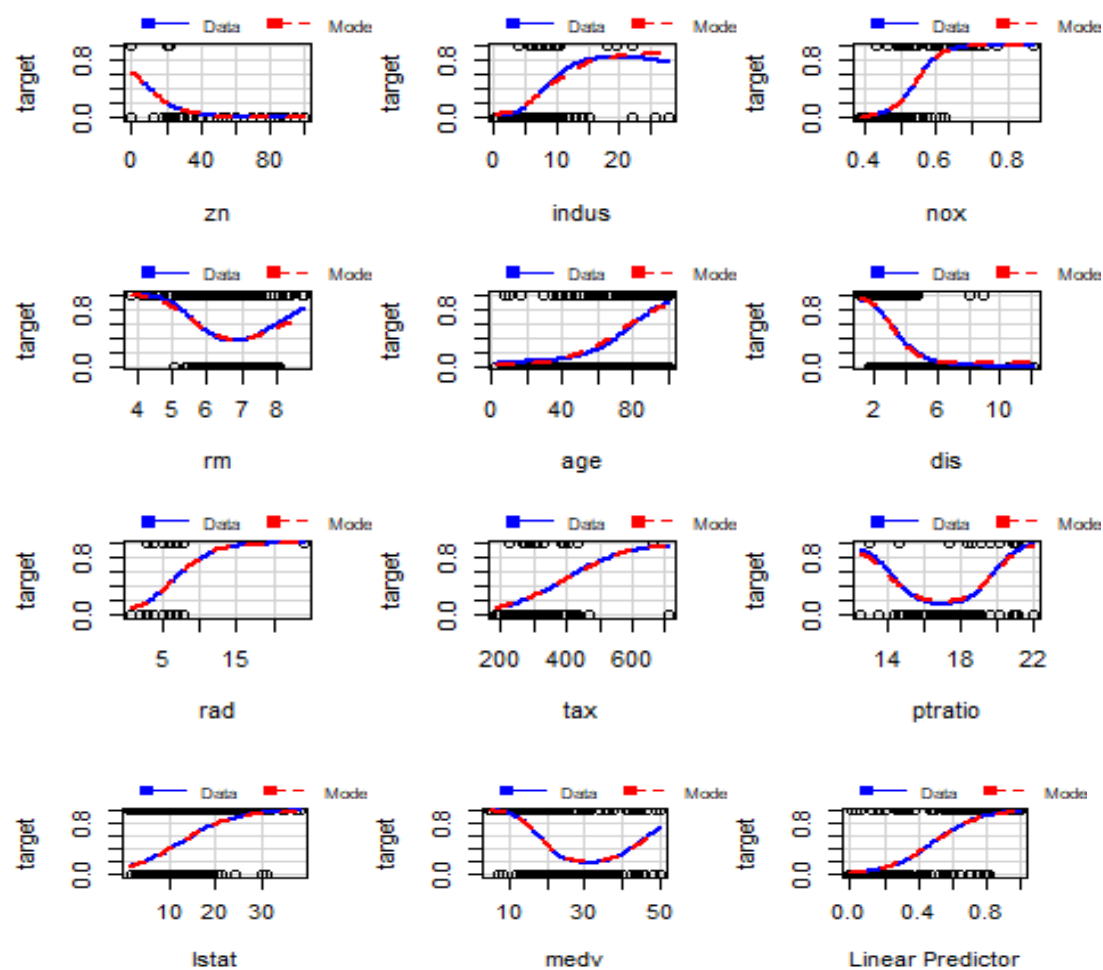 Data Mode Data Mode Data Mode
target 0.0 0.8 target 0.0 0.8 target 0.0 0.8
0 40 80 0 10 20 0.4 0.6 0.8
zn indus nox
Data Mode Data Mode Data Mode
target 0.0 0.8 target 0.0 0.8 target 0.0 0.8
4 5 6 7 8 0 40 80 2 6 10
rm age dis
Data Mode Data Mode Data Mode
target 0.0 0.8 target 0.0 0.8 target 0.0 0.8
5 15 200 400 600 14 18 22
rad tax ptratio
Data Mode Data Mode Data Mode
target 0.0 0.8 target 0.0 0.8 target 0.0 0.8
10 20 30 10 30 50 0.0 0.4 0.8
lstat medv Linear Predictor